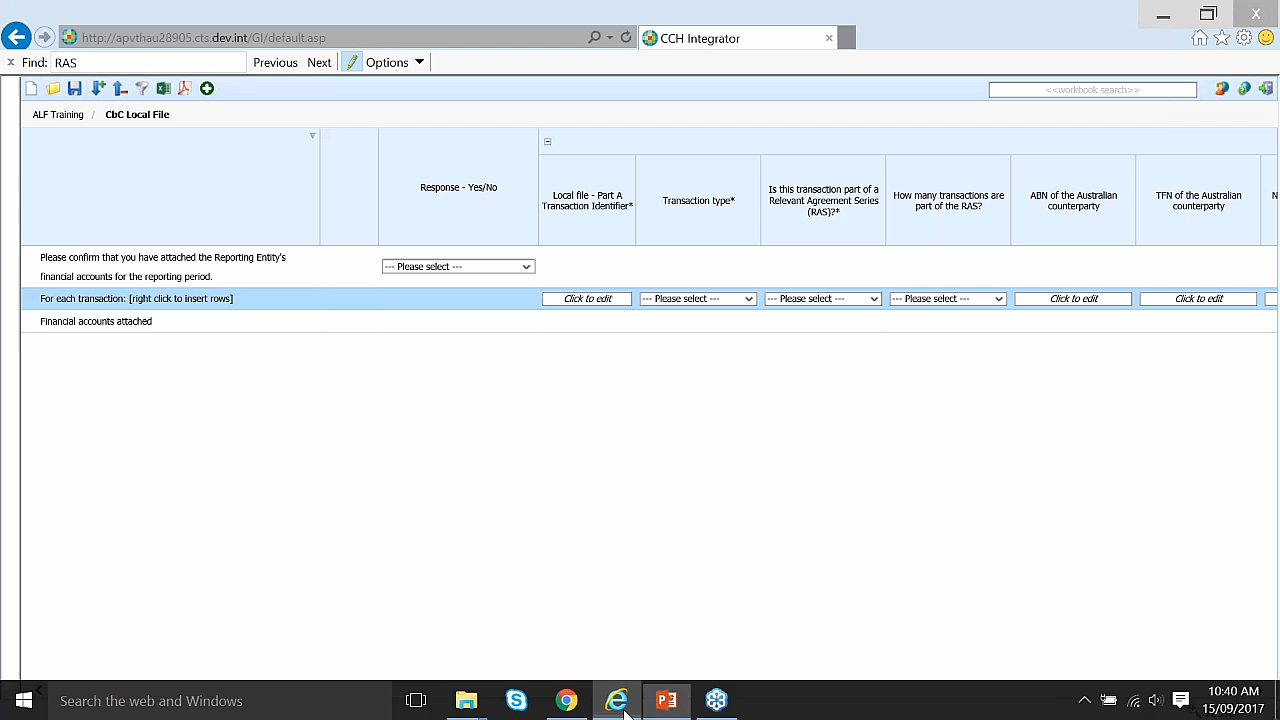 http://apvthau28905.cts.dev.int/GI/default.asp
CCH Integrator
× Find: RAS Previous Next Options
<<workbook search>>
ALF Training / CbC Local File
Response - Yes/No
Local file - Part A
Transaction Identifier*
Transaction type*
Is this transaction part of a
Relevant Agreement Series
(RAS)?*
How many transactions are
part of the RAS?
ABN of the Australian
counterparty
TFN of the Australian
counterparty
N
Please confirm that you have attached the Reporting Entity's
financial accounts for the reporting period.
--- Please select ---
For each transaction: [right click to insert rows] Click to edit --- Please select --- --- Please select --- --- Please select --- Click to edit Click to edit
Financial accounts attached
Search the web and Windows
10:40 AM
15/09/2017